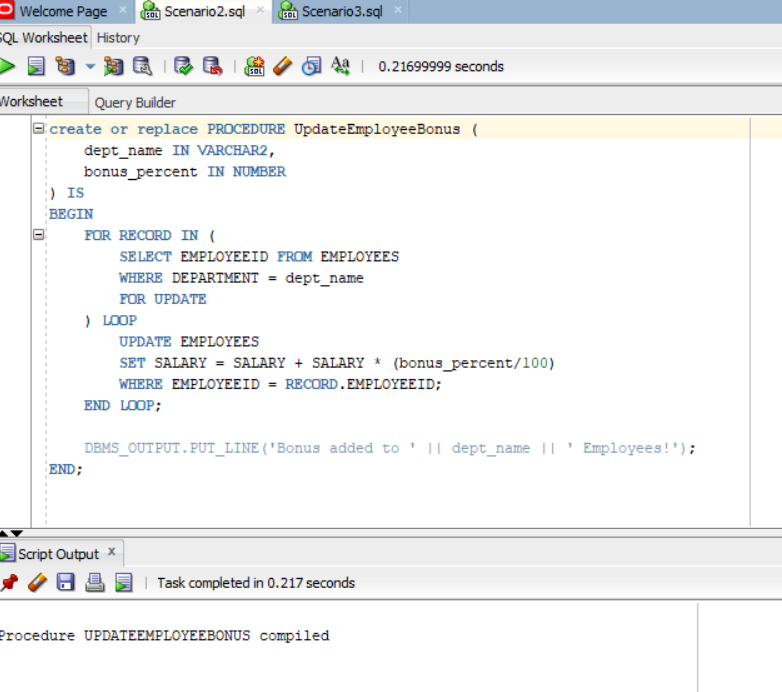 Welcome Page × Scenario2.sql × Scenario3.sql ×
SQL Worksheet History
0.21699999 seconds
Worksheet Query Builder
create or replace PROCEDURE UpdateEmployeeBonus (
    dept_name IN VARCHAR2,
    bonus_percent IN NUMBER
) IS
BEGIN
    FOR RECORD IN (
        SELECT EMPLOYEEID FROM EMPLOYEES
        WHERE DEPARTMENT = dept_name
        FOR UPDATE
    ) LOOP
        UPDATE EMPLOYEES
        SET SALARY = SALARY + SALARY * (bonus_percent/100)
        WHERE EMPLOYEEID = RECORD.EMPLOYEEID;
    END LOOP;
    DBMS_OUTPUT.PUT_LINE('Bonus added to ' || dept_name || ' Employees!');
END;
Script Output ×
Task completed in 0.217 seconds
Procedure UPDATEEMPLOYEEBONUS compiled